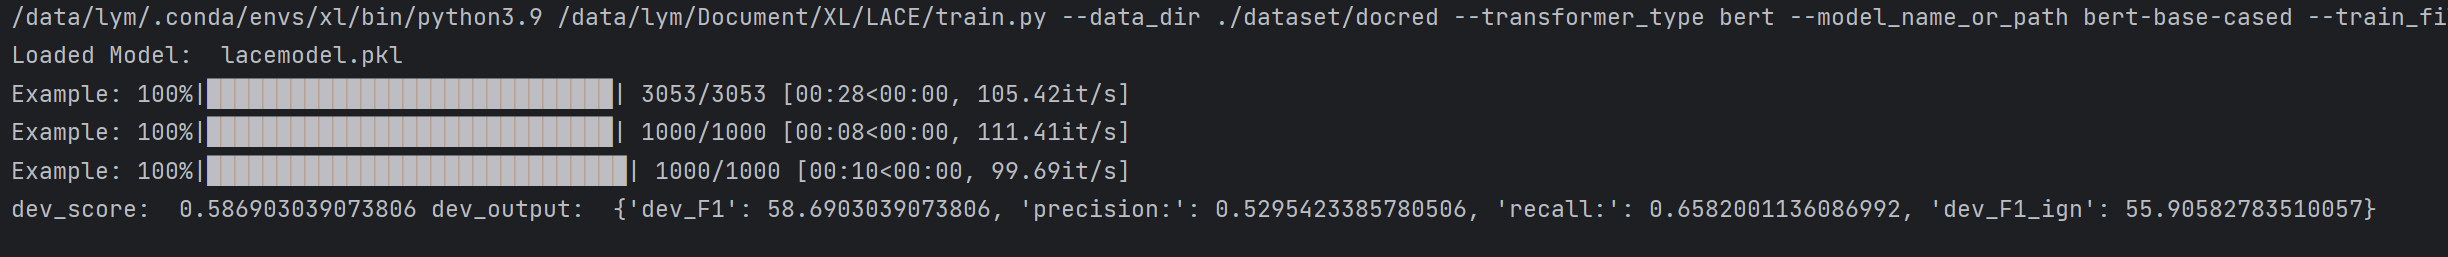 /data/lym/.conda/envs/xl/bin/python3.9 /data/lym/Document/XL/LACE/train.py --data_dir ./dataset/docred --transformer_type bert --model_name_or_path bert-base-cased --train_fi
Loaded Model:  lacemodel.pkl
Example: 100%|█████████████████████████████| 3053/3053 [00:28<00:00, 105.42it/s]
Example: 100%|█████████████████████████████| 1000/1000 [00:08<00:00, 111.41it/s]
Example: 100%|██████████████████████████████| 1000/1000 [00:10<00:00, 99.69it/s]
dev_score:  0.586903039073806 dev_output:  {'dev_F1': 58.6903039073806, 'precision:': 0.5295423385780506, 'recall:': 0.6582001136086992, 'dev_F1_ign': 55.90582783510057}